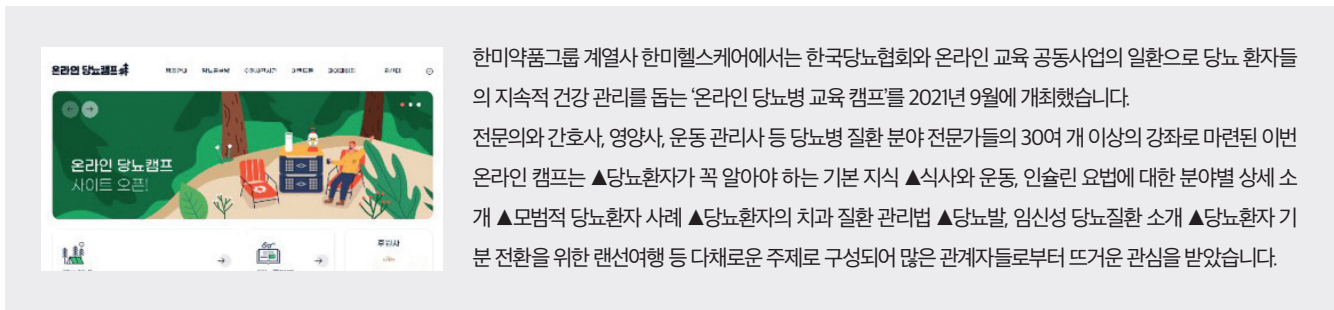 온라인 당뇨캠프
온라인 당뇨캠프
사이트 오픈!
후원사
한미약품그룹 계열사 한미헬스케어에서는 한국당뇨협회와 온라인 교육 공동사업의 일환으로 당뇨 환자들
의 지속적 건강 관리를 돕는 ‘온라인 당뇨병 교육 캠프’를 2021년 9월에 개최했습니다.
전문의와 간호사, 영양사, 운동 관리사 등 당뇨병 질환 분야 전문가들의 30여 개 이상의 강좌로 마련된 이번
온라인 캠프는 ▲당뇨환자가 꼭 알아야 하는 기본 지식 ▲식사와 운동, 인슐린 요법에 대한 분야별 상세 소
개 ▲모범적 당뇨환자 사례 ▲당뇨환자의 치과 질환 관리법 ▲당뇨발, 임신성 당뇨질환 소개 ▲당뇨환자 기
분 전환을 위한 랜선여행 등 다채로운 주제로 구성되어 많은 관계자들로부터 뜨거운 관심을 받았습니다.